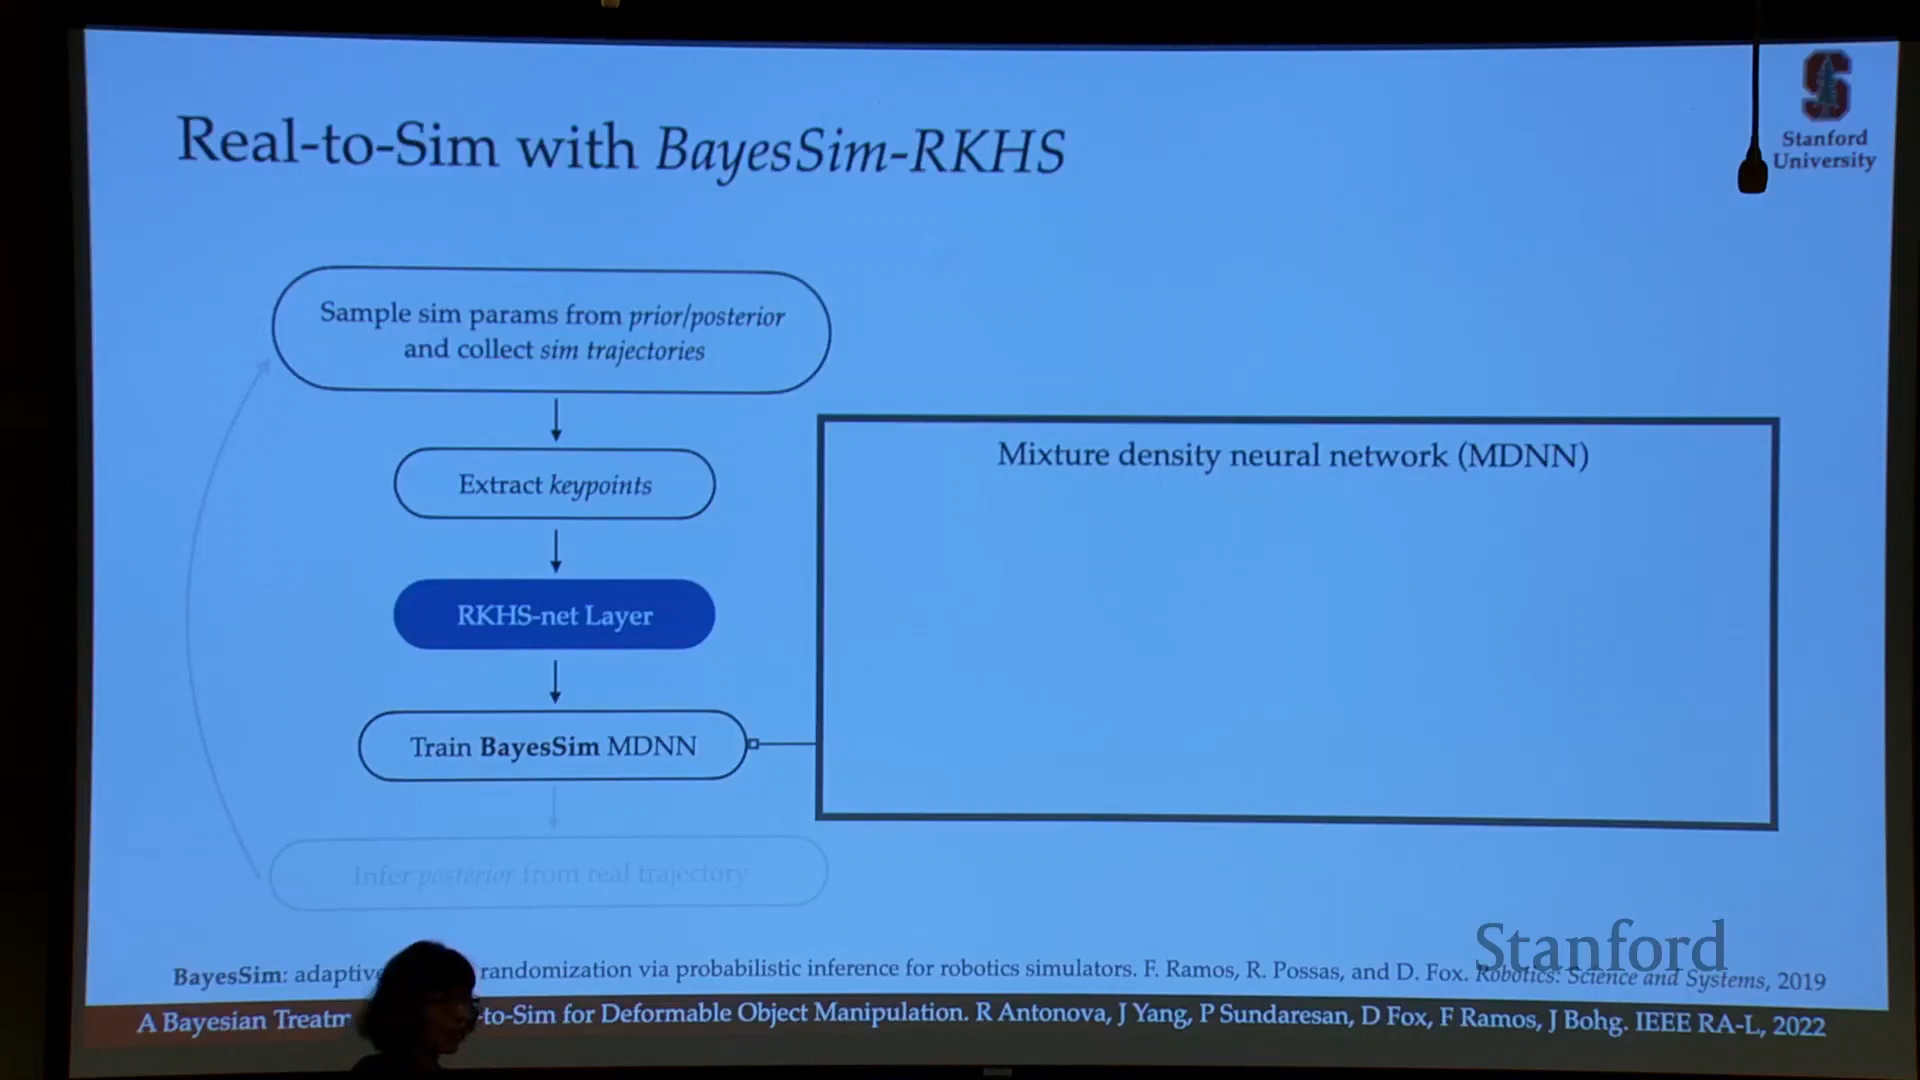 Real-to-Sim with BayesSim-RKHS
Stanford
University
Sample sim params from prior/posterior
and collect sim trajectories
Extract keypoints
RKHS-net Layer
Train BayesSim MDNN
Infer posterior from real trajectory
Mixture density neural network (MDNN)
Stanford
BayesSim: adaptive randomization via probabilistic inference for robotics simulators. F. Ramos, R. Possas, and D. Fox. Robotics: Science and Systems, 2019
A Bayesian -to-Sim for Deformable Object Manipulation. R Antonova, J Yang, P Sundaresan, D Fox, F Ramos, J Bohg. IEEE RA-L, 2022